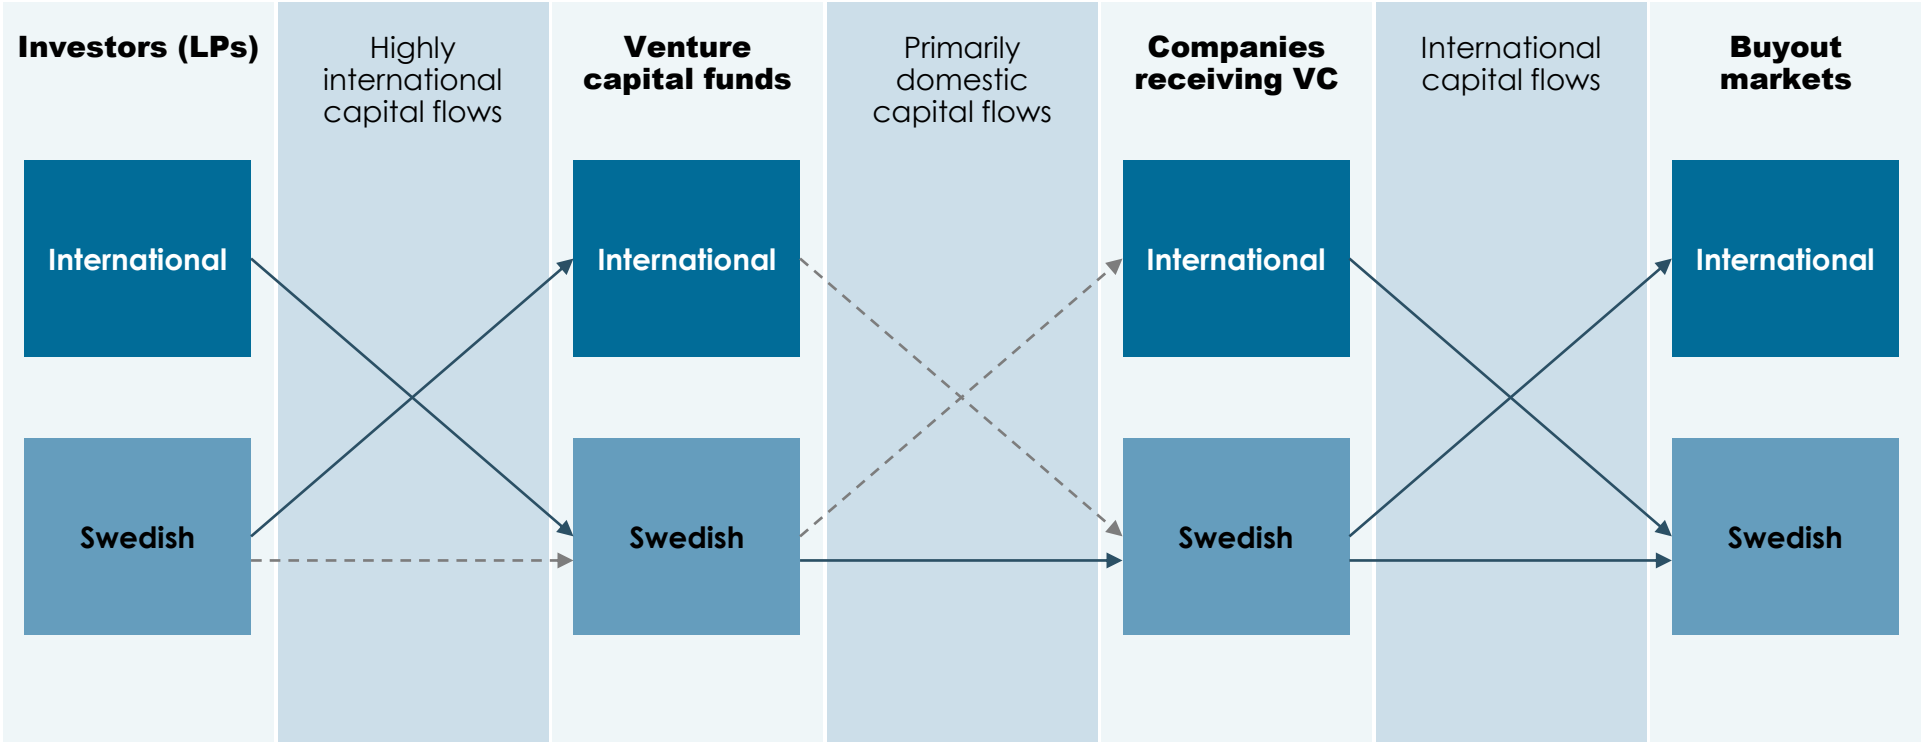 Investors (LPs)
Highly
international
capital flows
Venture
capital funds
Primarily
domestic
capital flows
Companies
receiving VC
International
capital flows
Buyout
markets
International
International
International
International
Swedish
Swedish
Swedish
Swedish